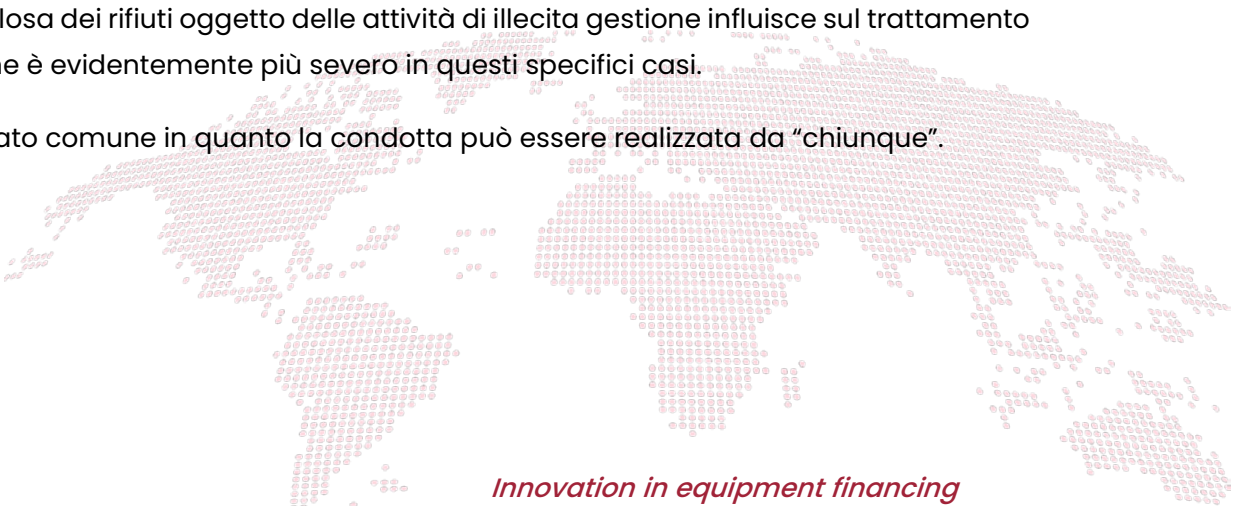 losa dei rifiuti oggetto delle attività di illecita gestione influisce sul trattamento
ne è evidentemente più severo in questi specifici casi.
ato comune in quanto la condotta può essere realizzata da “chiunque”.
Innovation in equipment financing